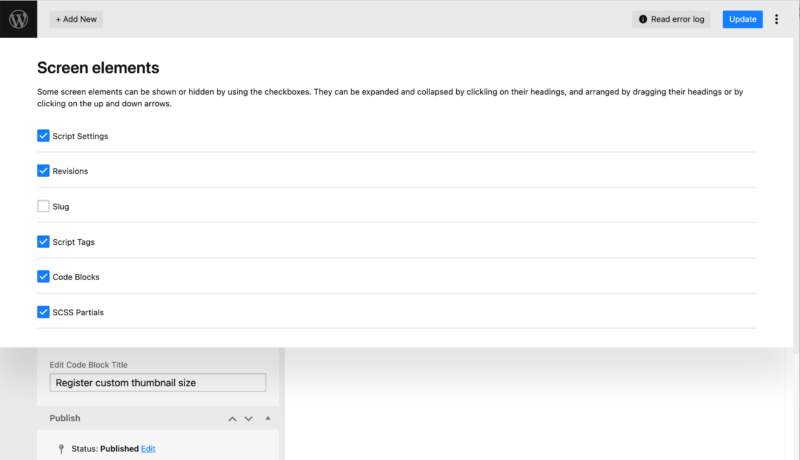 + Add New
Read error log
Update
Screen elements
Some screen elements can be shown or hidden by using the checkboxes. They can be expanded and collapsed by clickling on their headings, and arranged by dragging their headings or by
clicking on the up and down arrows.
Script Settings
Revisions
Slug
Script Tags
Code Blocks
SCSS Partials
Edit Code Block Title
Register custom thumbnail size
Publish
Status: Published Edit